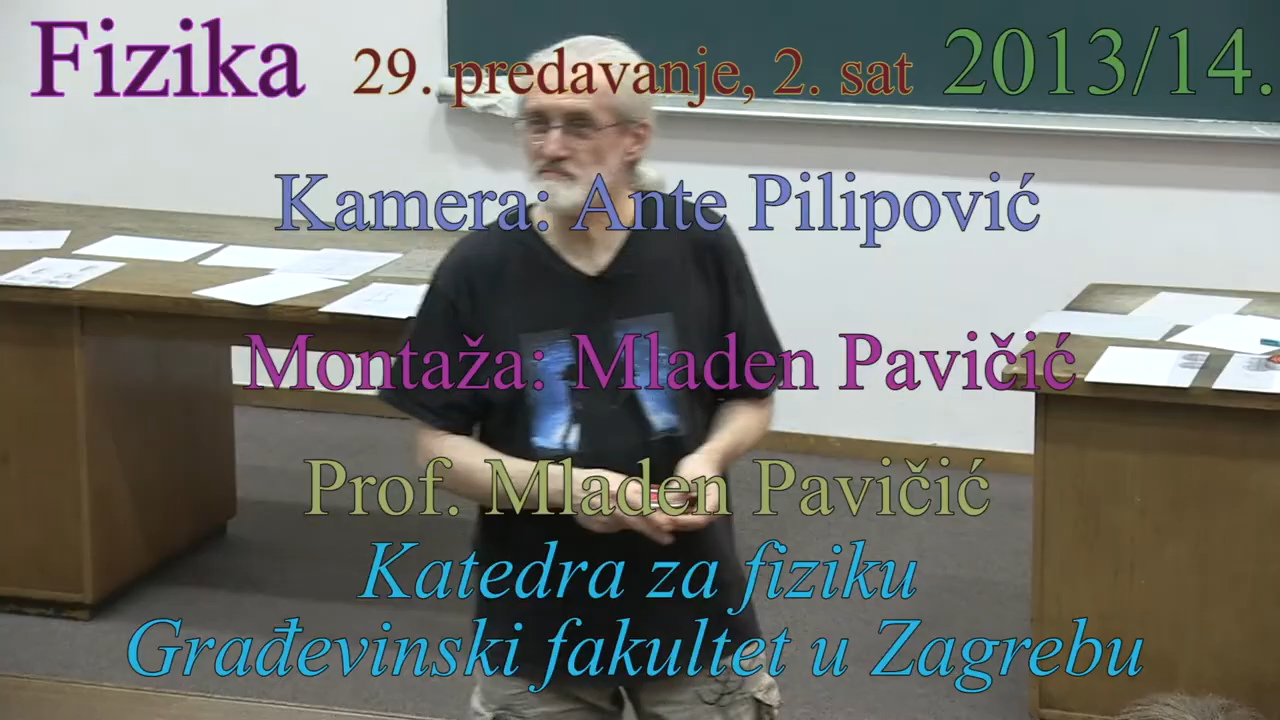 Fizika 29. predavanje, 2. sat 2013/14.
Kamera: Ante Pilipović
Montaža: Mladen Pavičić
Prof. Mladen Pavičić
Katedra za fiziku
Građevinski fakultet u Zagrebu